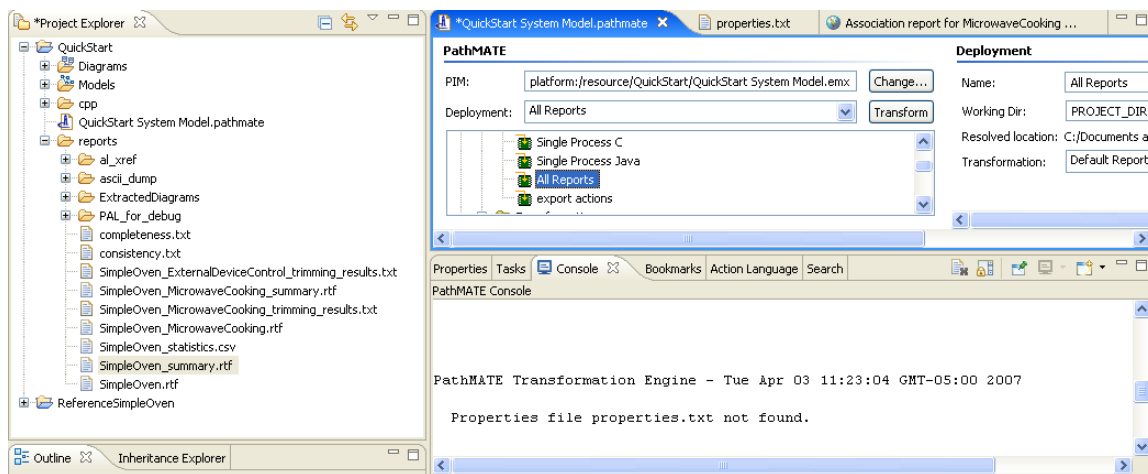 *Project Explorer
QuickStart
Diagrams
Models
cpp
QuickStart System Model.pathmate
reports
al_xref
ascii_dump
ExtractedDiagrams
PAL_for_debug
completeness.txt
consistency.txt
SimpleOven_ExternalDeviceControl_trimming_results.txt
SimpleOven_MicrowaveCooking_summary.rtf
SimpleOven_MicrowaveCooking_trimming_results.txt
SimpleOven_MicrowaveCooking.rtf
SimpleOven_statistics.csv
SimpleOven_summary.rtf
SimpleOven.rtf
ReferenceSimpleOven
Outline Inheritance Explorer
*QuickStart System Model.pathmate properties.txt Association report for MicrowaveCooking ...
PathMATE
PIM: platform:/resource/QuickStart/QuickStart System Model.emx Change...
Deployment: All Reports Transform
Single Process C
Single Process Java
All Reports
export actions
Deployment
Name: All Reports
Working Dir: PROJECT_DIR
Resolved location: C:/Documents a
Transformation: Default Report
Properties Tasks Console Bookmarks Action Language Search
PathMATE Console
PathMATE Transformation Engine - Tue Apr 03 11:23:04 GMT-05:00 2007
Properties file properties.txt not found.